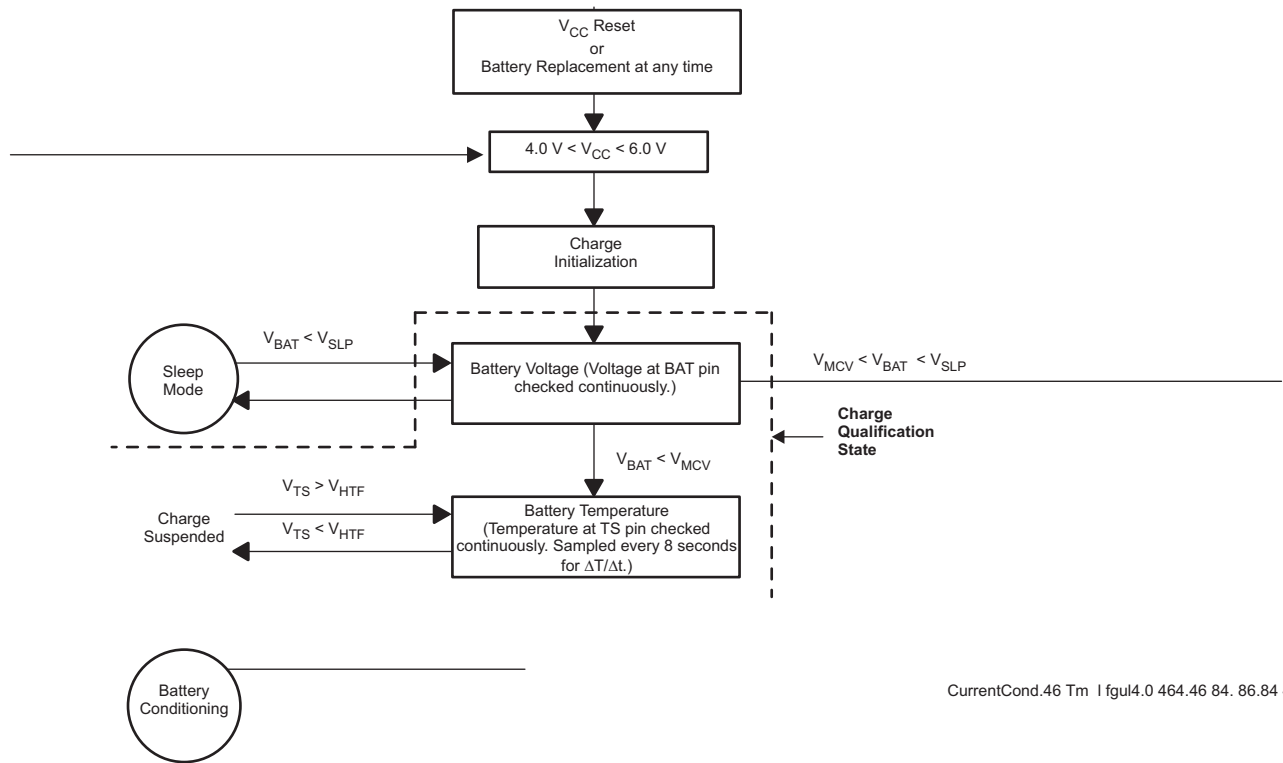 V_CC Reset
or
Battery Replacement at any time
4.0 V < V_CC < 6.0 V
Charge
Initialization
V_BAT < V_SLP
Sleep
Mode
Battery Voltage (Voltage at BAT pin
checked continuously.)
V_MCV < V_BAT < V_SLP
Charge
Qualification
State
V_BAT < V_MCV
V_TS > V_HTF
Charge
Suspended
V_TS < V_HTF
Battery Temperature
(Temperature at TS pin checked
continuously. Sampled every 8 seconds
for ΔT/Δt.)
Battery
Conditioning
CurrentCond.46 Tm l fgul4.0 464.46 84. 86.84